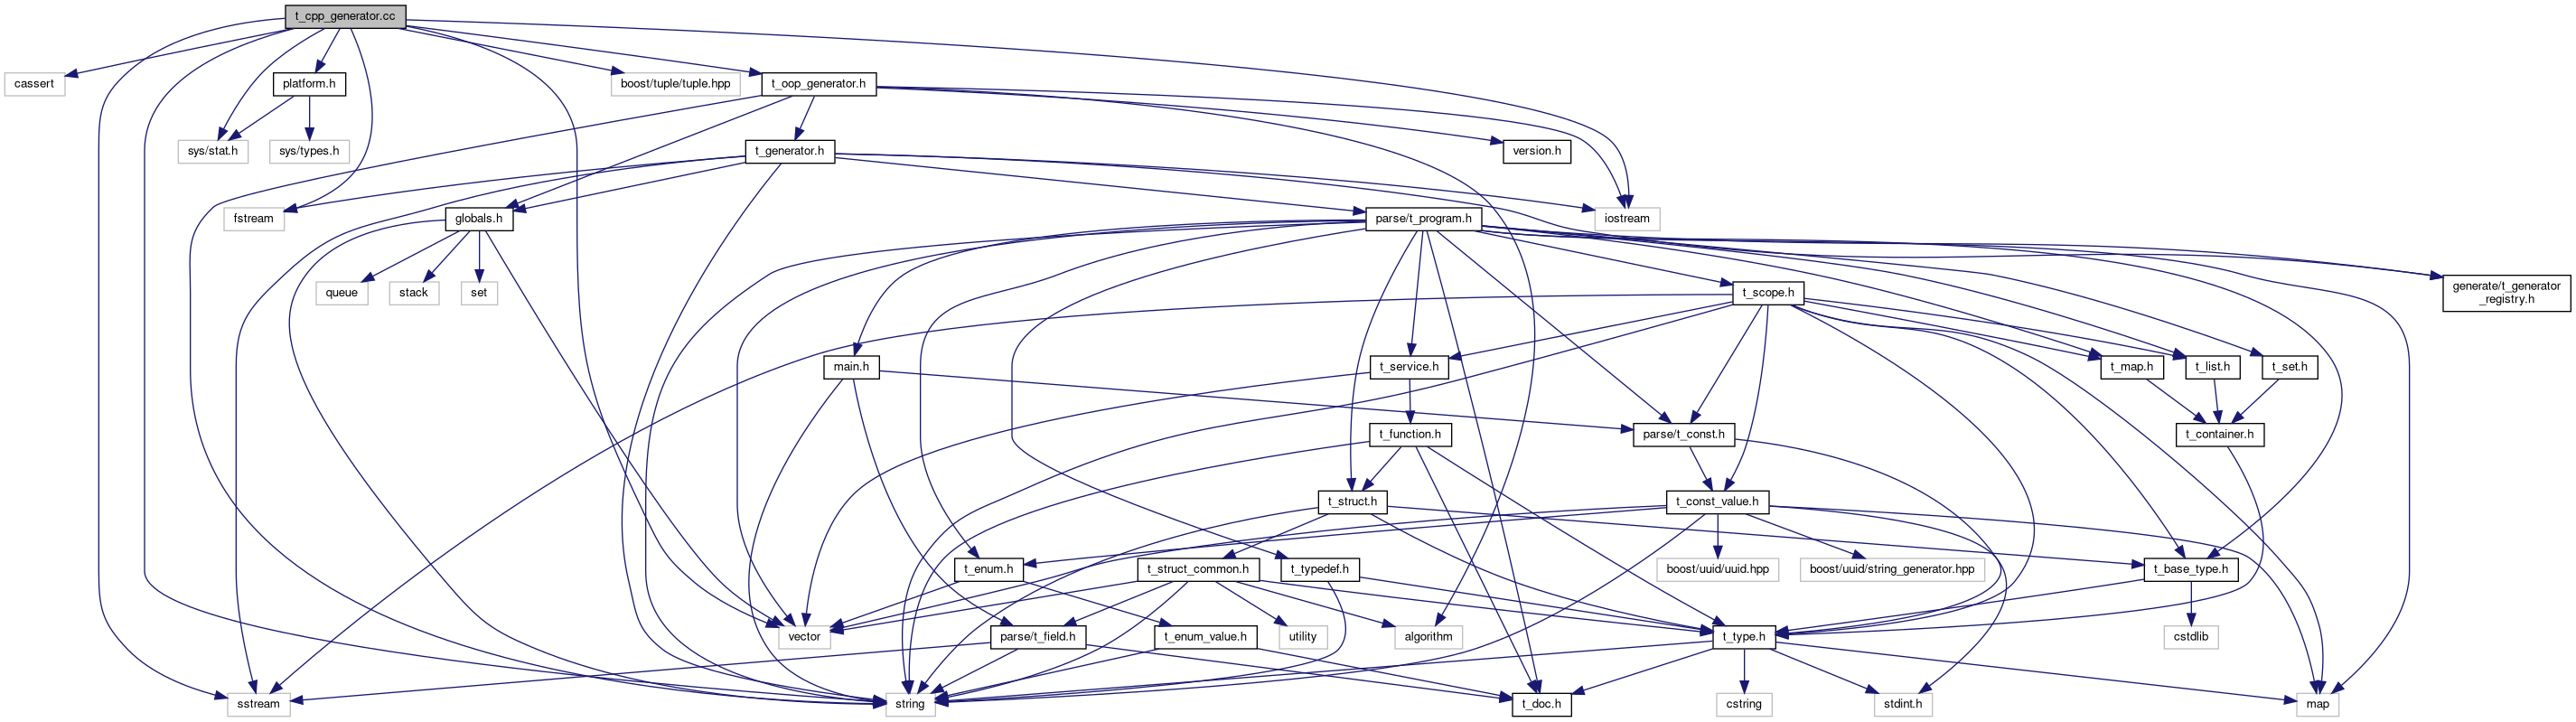 t_cpp_generator.cc
cassert
platform.h
boost/tuple/tuple.hpp
t_oop_generator.h
sys/stat.h
sys/types.h
t_generator.h
version.h
fstream
globals.h
parse/t_program.h
iostream
queue
stack
set
t_scope.h
generate/t_generator
_registry.h
main.h
t_service.h
t_map.h
t_list.h
t_set.h
t_function.h
parse/t_const.h
t_container.h
t_struct.h
t_const_value.h
t_enum.h
t_struct_common.h
t_typedef.h
boost/uuid/uuid.hpp
boost/uuid/string_generator.hpp
t_base_type.h
vector
parse/t_field.h
t_enum_value.h
utility
algorithm
t_type.h
cstdlib
sstream
string
t_doc.h
cstring
stdint.h
map